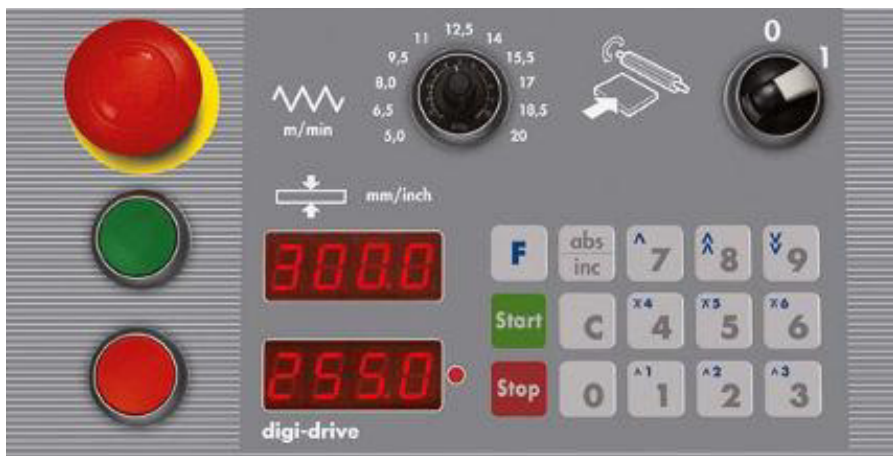 5,0
6,5
8,0
9,5
11
12,5
14
15,5
17
18,5
20
m/min
0
1
mm/inch
300.0
255.0
digi-drive
F abs/inc ^ 7 8 9
Start C X4 4 X5 5 X6 6
Stop 0 ^1 1 ^2 2 ^3 3